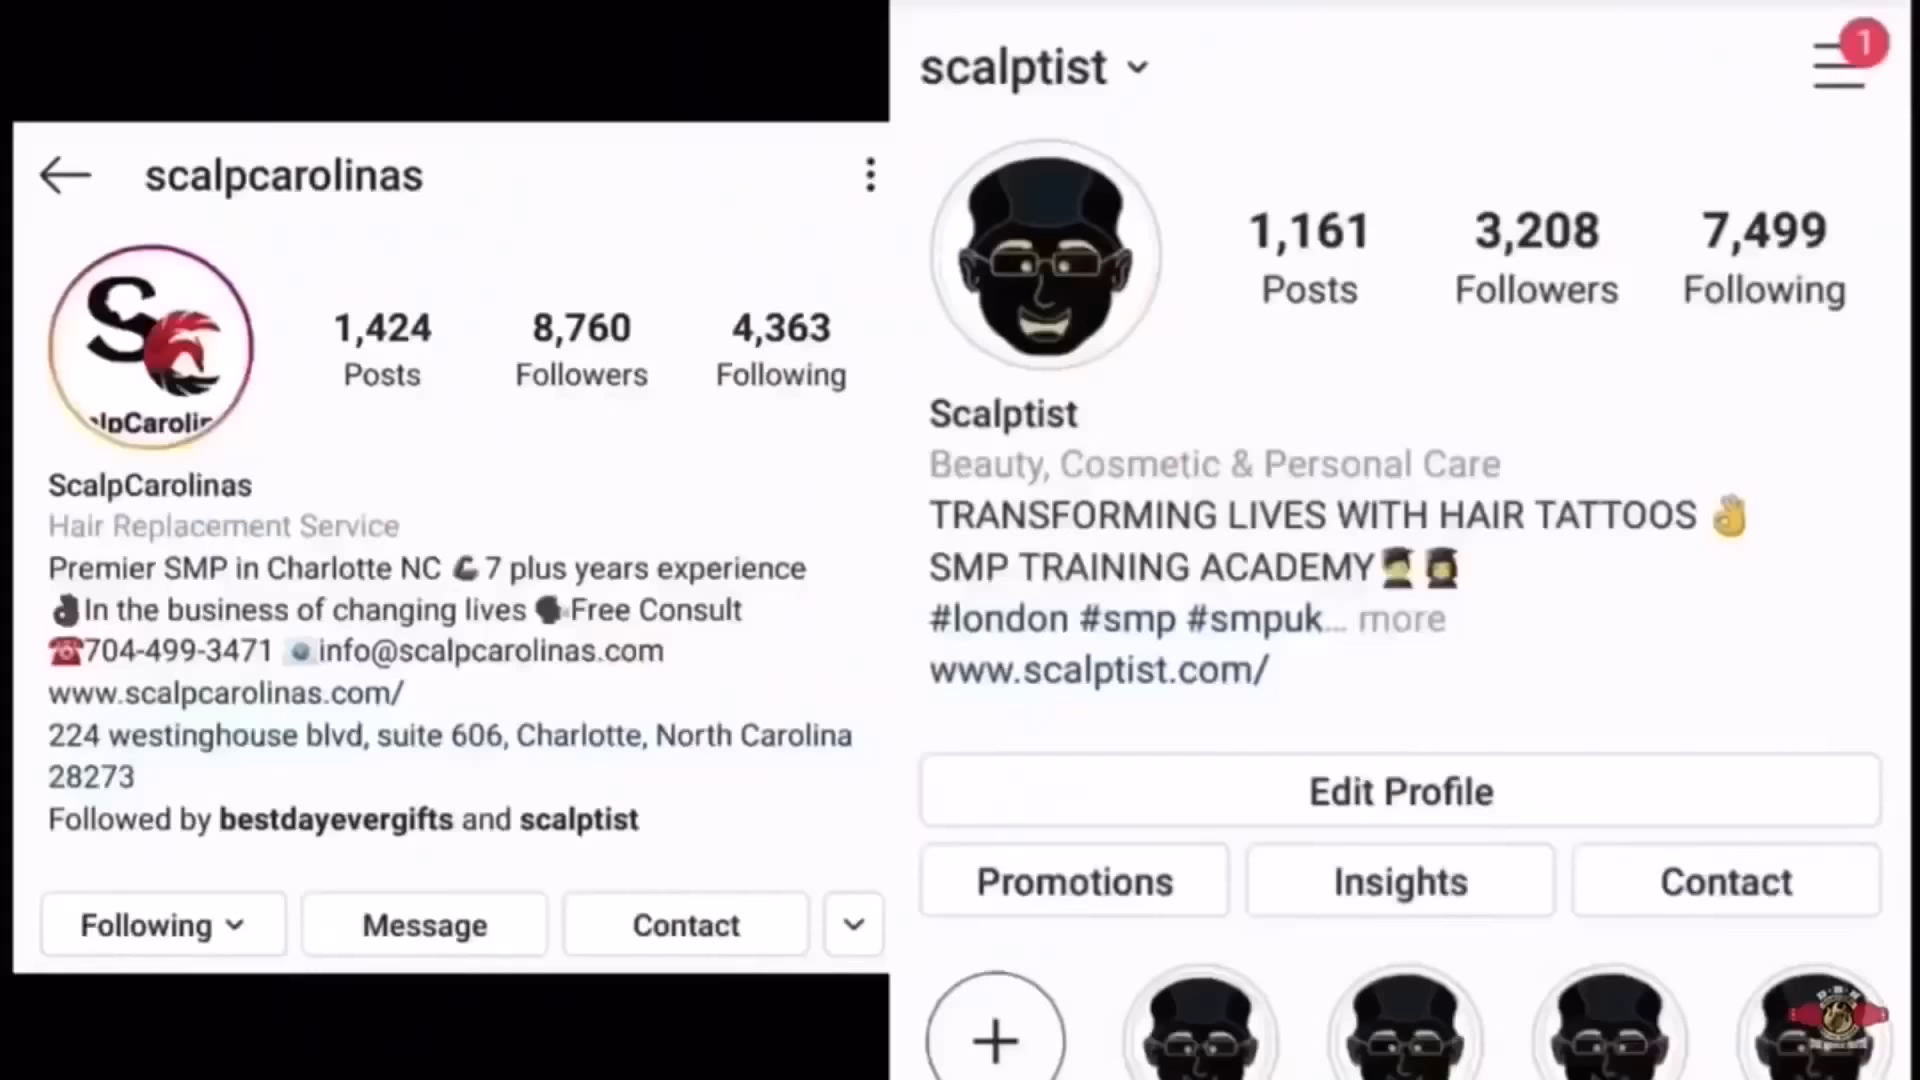 scalpcarolinas
1,424 8,760 4,363
Posts Followers Following
ScalpCarolinas
Hair Replacement Service
Premier SMP in Charlotte NC 💪🏿7 plus years experience
👌🏿In the business of changing lives 🗣Free Consult
☎️704-499-3471 📧info@scalpcarolinas.com
www.scalpcarolinas.com/
224 westinghouse blvd, suite 606, Charlotte, North Carolina
28273
Followed by bestdayevergifts and scalptist
Following Message Contact
scalptist
1
1,161 3,208 7,499
Posts Followers Following
Scalptist
Beauty, Cosmetic & Personal Care
TRANSFORMING LIVES WITH HAIR TATTOOS 👌
SMP TRAINING ACADEMY👨‍🎓👩‍🎓
#london #smp #smpuk... more
www.scalptist.com/
Edit Profile
Promotions Insights Contact